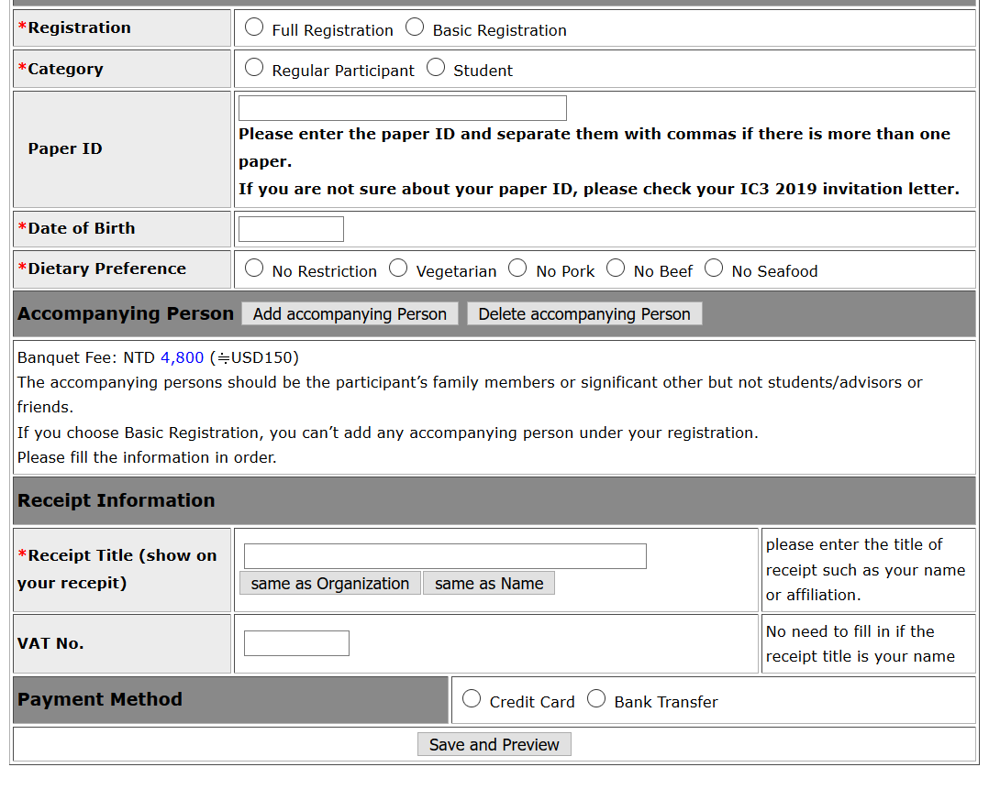 *Registration
Full Registration Basic Registration
*Category
Regular Participant Student
Paper ID
Please enter the paper ID and separate them with commas if there is more than one
paper.
If you are not sure about your paper ID, please check your IC3 2019 invitation letter.
*Date of Birth
*Dietary Preference
No Restriction Vegetarian No Pork No Beef No Seafood
Accompanying Person Add accompanying Person Delete accompanying Person
Banquet Fee: NTD 4,800 (≒USD150)
The accompanying persons should be the participant’s family members or significant other but not students/advisors or
friends.
If you choose Basic Registration, you can’t add any accompanying person under your registration.
Please fill the information in order.
Receipt Information
*Receipt Title (show on
your recepit)
same as Organization same as Name
please enter the title of
receipt such as your name
or affiliation.
VAT No.
No need to fill in if the
receipt title is your name
Payment Method
Credit Card Bank Transfer
Save and Preview